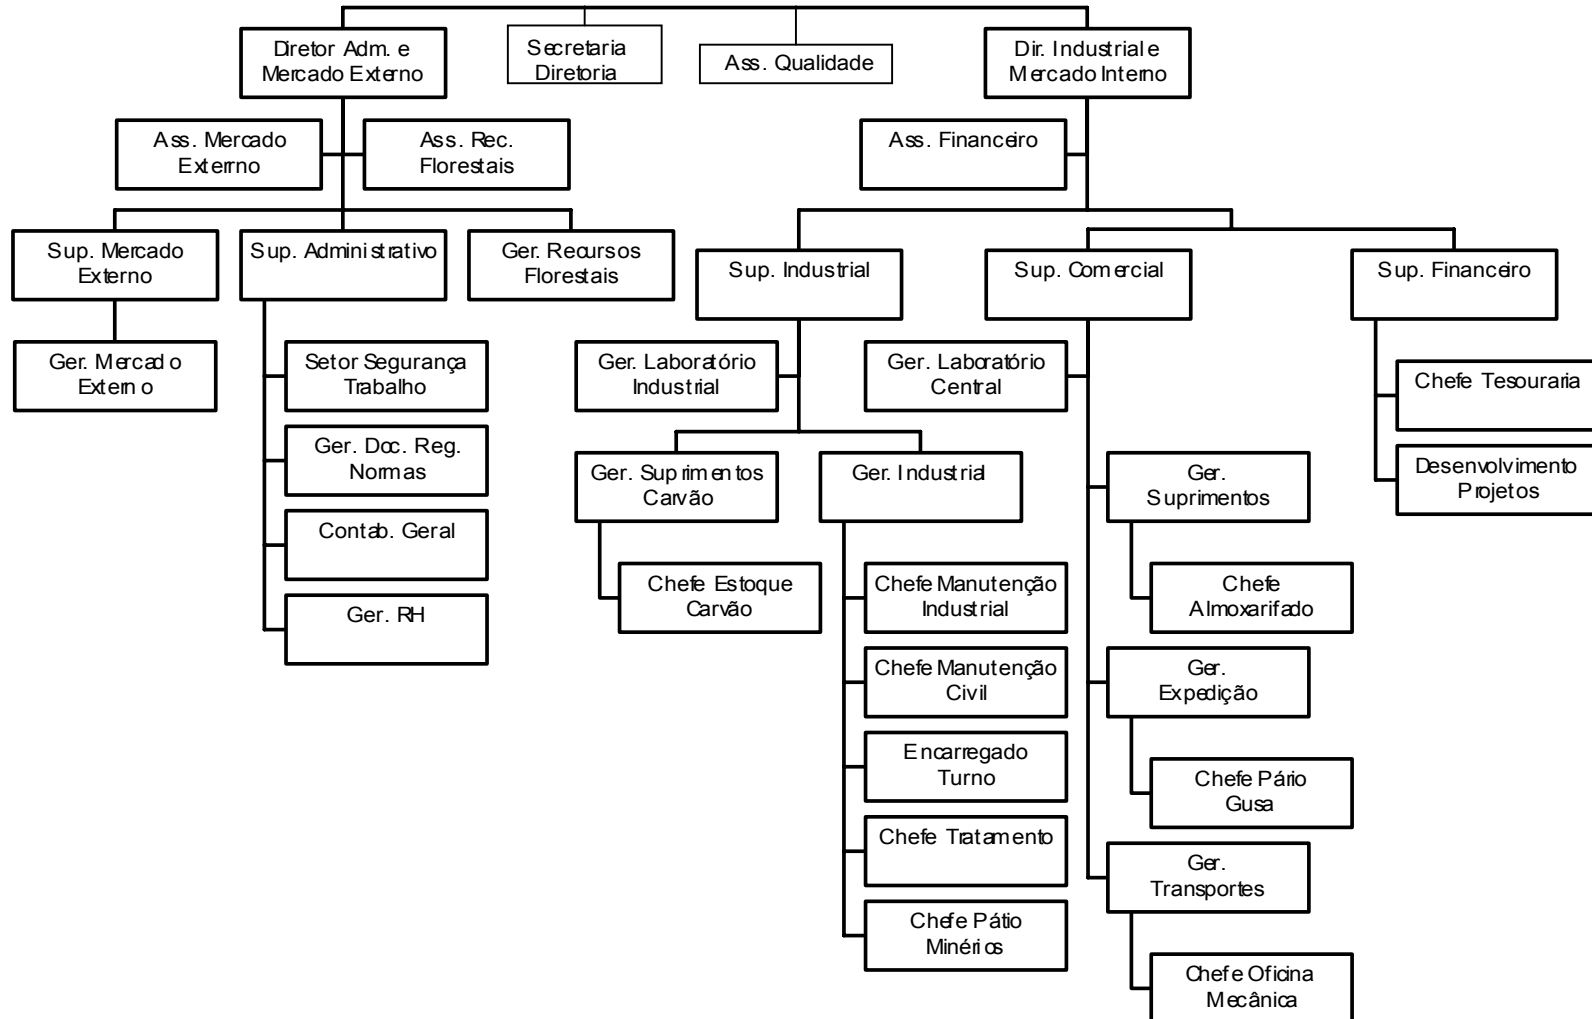 Diretor Adm. e
Mercado Externo
Secretaria
Diretoria
Ass. Qualidade
Dir. Industrial e
Mercado Interno
Ass. Mercado
Exterrno
Ass. Rec.
Florestais
Ass. Financeiro
Sup. Mercado
Externo
Sup. Administrativo
Ger. Recursos
Florestais
Sup. Industrial
Sup. Comercial
Sup. Financeiro
Ger. Mercado
Externo
Setor Segurança
Trabalho
Ger. Laboratório
Industrial
Ger. Laboratório
Central
Chefe Tesouraria
Ger. Doc. Reg.
Normas
Ger. Suprimentos
Carvão
Ger. Industrial
Ger.
Suprimentos
Desenvolvimento
Projetos
Contab. Geral
Chefe Estoque
Carvão
Chefe Manutenção
Industrial
Chefe
Almoxarifado
Ger. RH
Chefe Manutenção
Civil
Ger.
Expedição
Encarregado
Turno
Chefe Pário
Gusa
Chefe Tratamento
Ger.
Transportes
Chefe Pátio
Minérios
Chefe Oficina
Mecânica